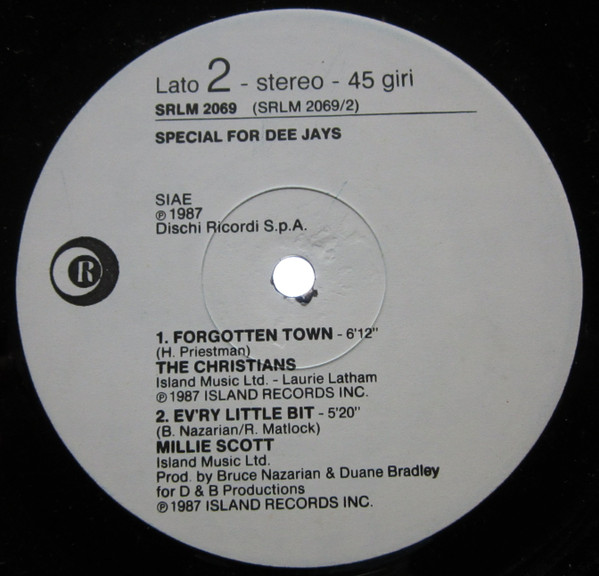 Lato 2 - stereo - 45 giri
SRLM 2069 (SRLM 2069/2)
SPECIAL FOR DEE JAYS
SIAE
℗ 1987
Dischi Ricordi S.p.A.
R
1. FORGOTTEN TOWN - 6'12"
(H. Priestman)
THE CHRISTIANS
Island Music Ltd. - Laurie Latham
℗ 1987 ISLAND RECORDS INC.
2. EV'RY LITTLE BIT - 5'20"
(B. Nazarian/R. Matlock)
MILLIE SCOTT
Island Music Ltd.
Prod. by Bruce Nazarian & Duane Bradley
for D & B Productions
℗ 1987 ISLAND RECORDS INC.